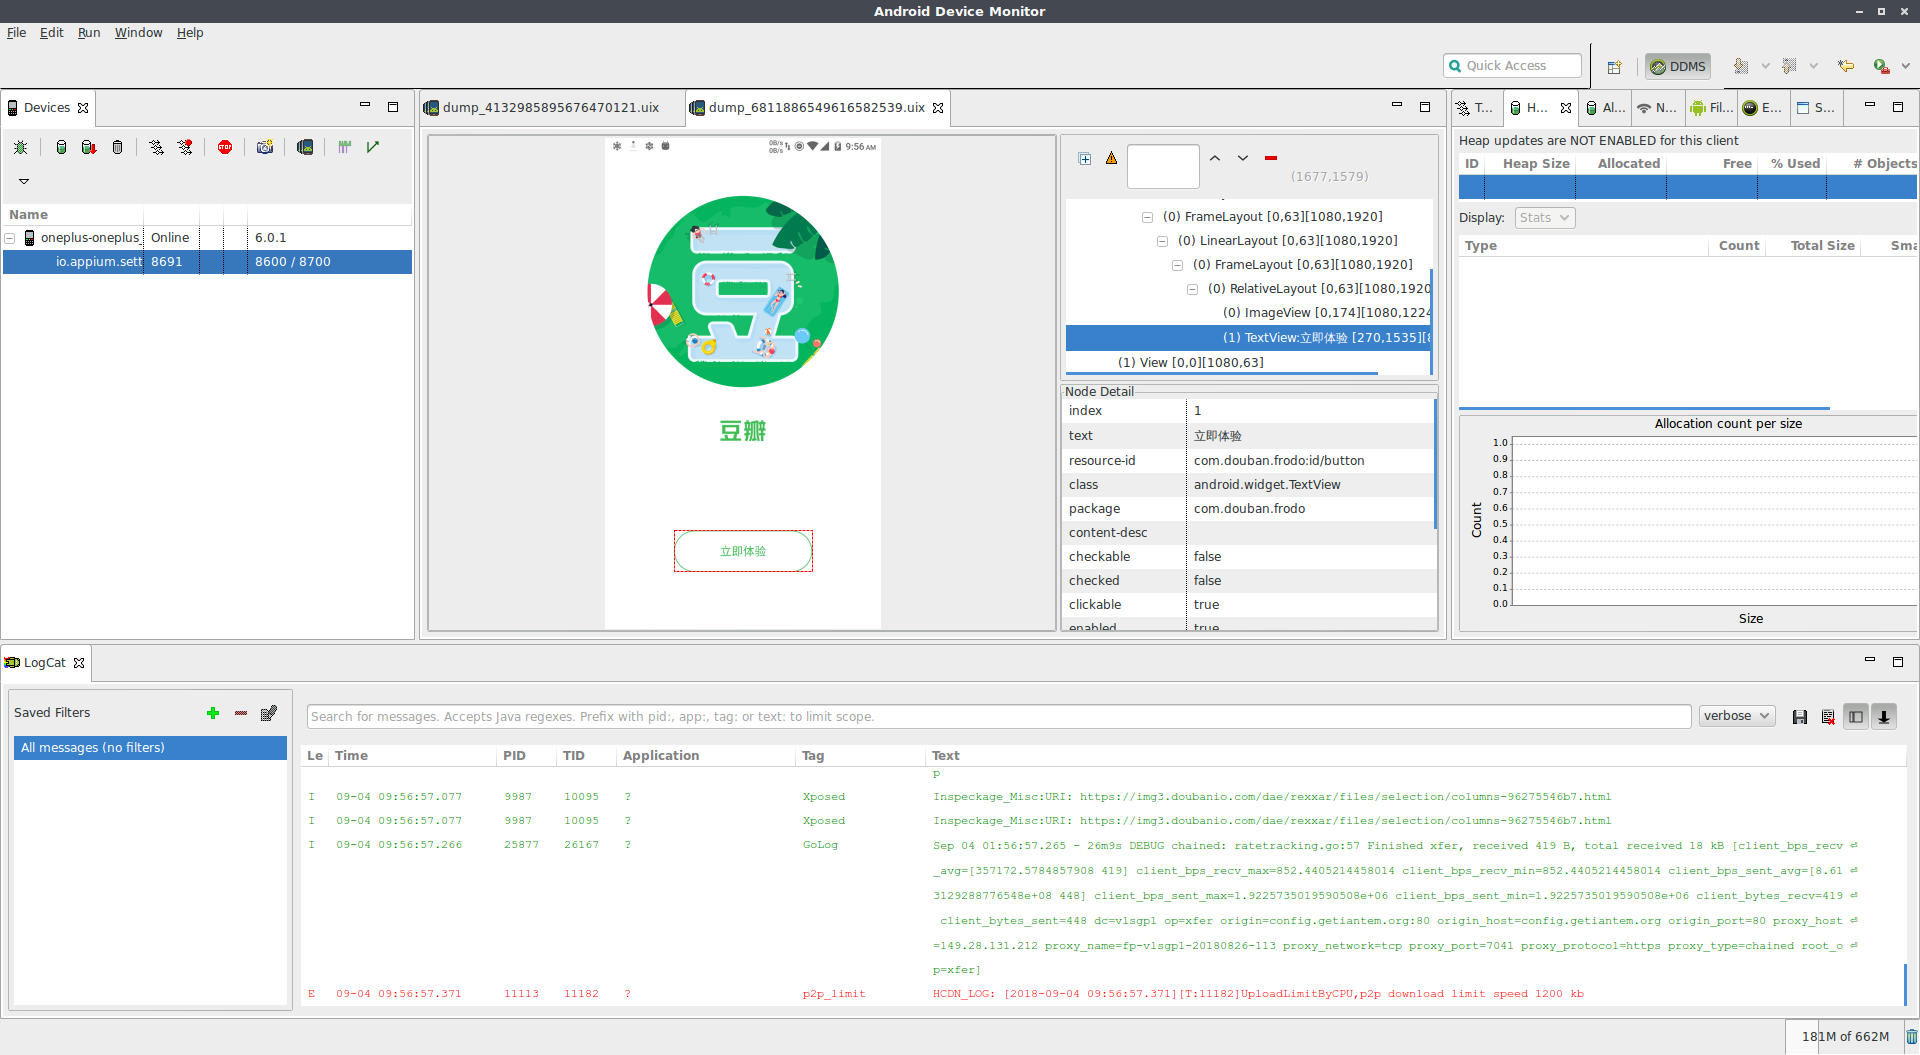 Android Device Monitor
File Edit Run Window Help
Quick Access
DDMS
Devices
dump_4132985895676470121.uix
dump_6811886549616582539.uix
T...
H...
Al...
N...
Fil...
E...
S...
Name
oneplus-oneplus_ Online 6.0.1
io.appium.sett 8691 8600 / 8700
0B/s
0B/s
9:56 AM
豆瓣
立即体验
(1677,1579)
(0) FrameLayout [0,63][1080,1920]
(0) LinearLayout [0,63][1080,1920]
(0) FrameLayout [0,63][1080,1920]
(0) RelativeLayout [0,63][1080,1920
(0) ImageView [0,174][1080,1224
(1) TextView:立即体验 [270,1535][8
(1) View [0,0][1080,63]
Node Detail
index 1
text 立即体验
resource-id com.douban.frodo:id/button
class android.widget.TextView
package com.douban.frodo
content-desc
checkable false
checked false
clickable true
enabled true
Heap updates are NOT ENABLED for this client
ID Heap Size Allocated Free % Used # Objects
Display: Stats
Type Count Total Size Sma
Allocation count per size
1.0
0.9
0.8
0.7
0.6
0.5
0.4
0.3
0.2
0.1
0.0
Count
Size
LogCat
Saved Filters
All messages (no filters)
Search for messages. Accepts Java regexes. Prefix with pid:, app:, tag: or text: to limit scope.
verbose
Le Time PID TID Application Tag Text
p
I 09-04 09:56:57.077 9987 10095 ? Xposed Inspeckage_Misc:URI: https://img3.doubanio.com/dae/rexxar/files/selection/columns-96275546b7.html
I 09-04 09:56:57.077 9987 10095 ? Xposed Inspeckage_Misc:URI: https://img3.doubanio.com/dae/rexxar/files/selection/columns-96275546b7.html
I 09-04 09:56:57.266 25877 26167 ? GoLog Sep 04 01:56:57.265 - 26m9s DEBUG chained: ratetracking.go:57 Finished xfer, received 419 B, total received 18 kB [client_bps_recv
_avg=[357172.5784857908 419] client_bps_recv_max=852.4405214458014 client_bps_recv_min=852.4405214458014 client_bps_sent_avg=[8.61
3129288776548e+08 448] client_bps_sent_max=1.9225735019590508e+06 client_bps_sent_min=1.9225735019590508e+06 client_bytes_recv=419
client_bytes_sent=448 dc=vlsgp1 op=xfer origin=config.getiantem.org:80 origin_host=config.getiantem.org origin_port=80 proxy_host
=149.28.131.212 proxy_name=fp-vlsgp1-20180826-113 proxy_network=tcp proxy_port=7041 proxy_protocol=https proxy_type=chained root_o
p=xfer]
E 09-04 09:56:57.371 11113 11182 ? p2p_limit HCDN_LOG: [2018-09-04 09:56:57.371][T:11182]UploadLimitByCPU,p2p download limit speed 1200 kb
181M of 662M